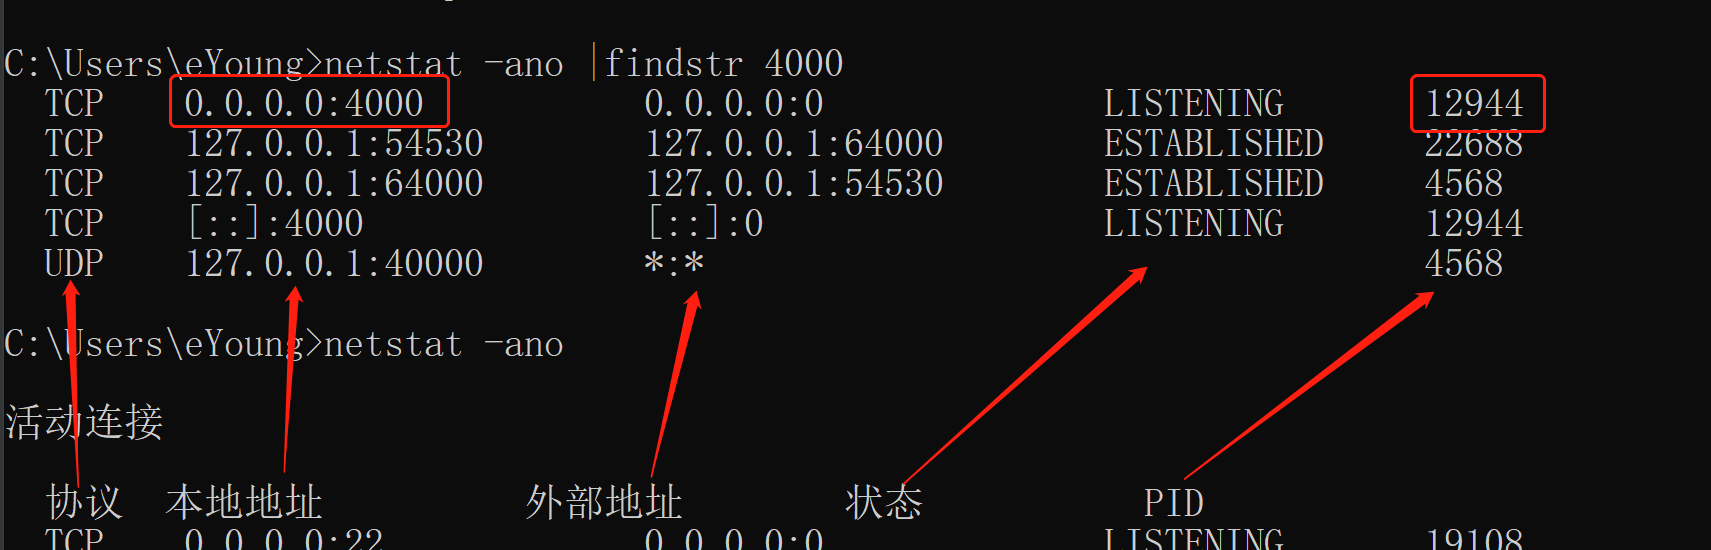 C:\Users\eYoung>netstat -ano |findstr 4000
TCP 0.0.0.0:4000 0.0.0.0:0 LISTENING 12944
TCP 127.0.0.1:54530 127.0.0.1:64000 ESTABLISHED 22688
TCP 127.0.0.1:64000 127.0.0.1:54530 ESTABLISHED 4568
TCP [::]:4000 [::]:0 LISTENING 12944
UDP 127.0.0.1:40000 *:* 4568
C:\Users\eYoung>netstat -ano
活动连接
协议 本地地址 外部地址 状态 PID
TCP 0.0.0.0:22 0.0.0.0:0 LISTENING 19108